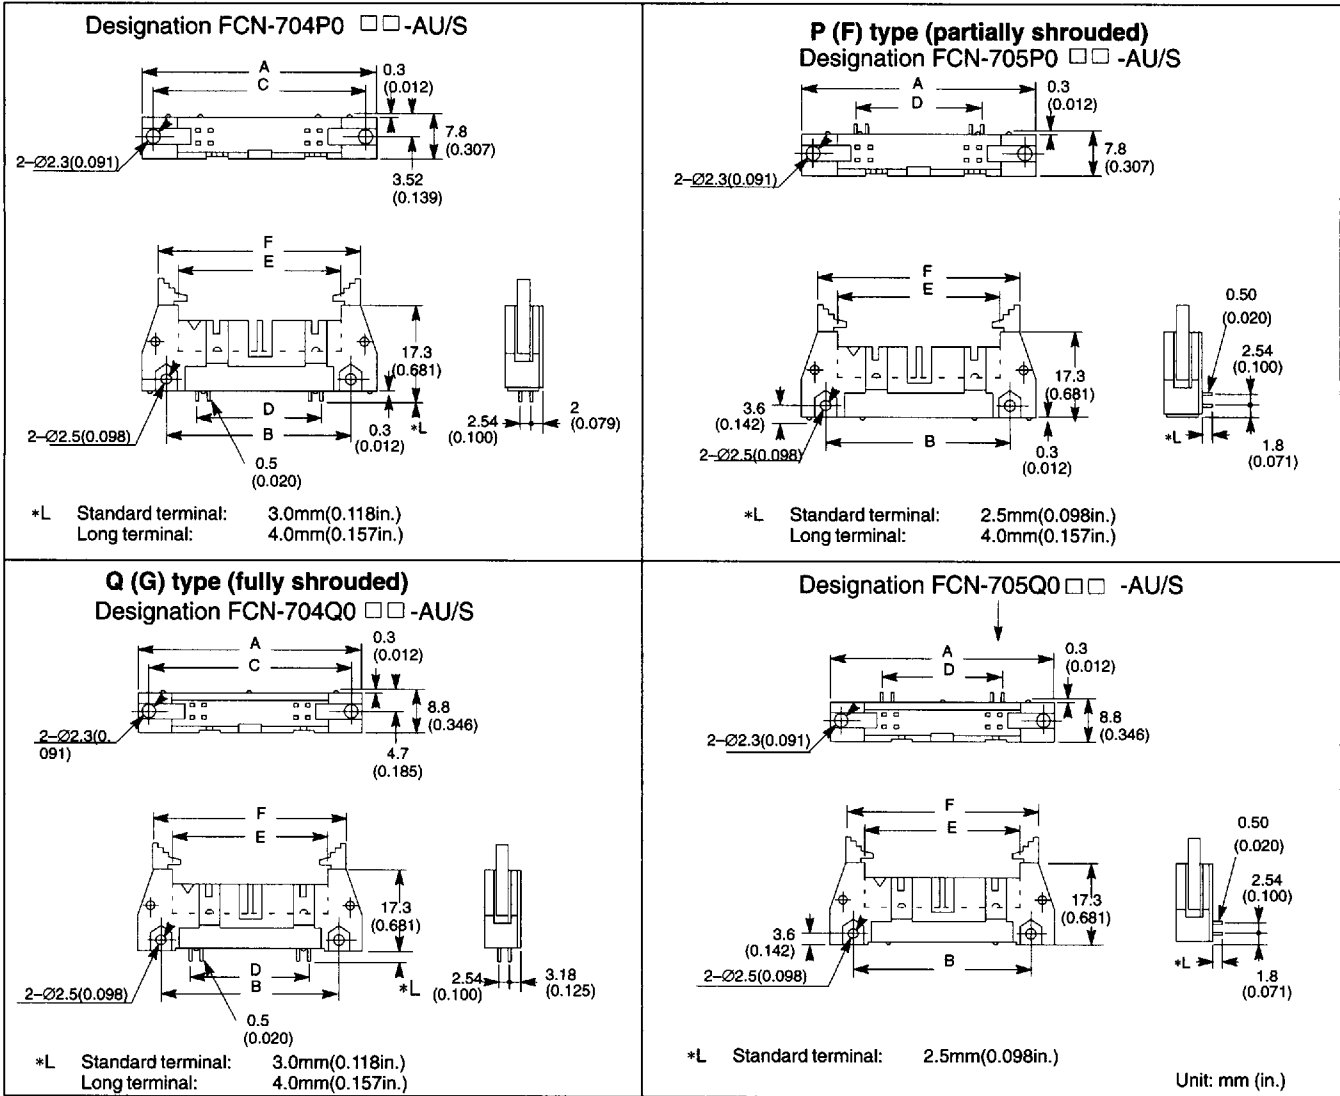 Designation FCN-704P0 □□-AU/S
A
C
0.3
(0.012)
7.8
(0.307)
3.52
(0.139)
2-Ø2.3(0.091)
F
E
17.3
(0.681)
D
B
0.3
(0.012)
*L
2-Ø2.5(0.098)
0.5
(0.020)
2.54
(0.100)
2
(0.079)
*L Standard terminal: 3.0mm(0.118in.)
Long terminal: 4.0mm(0.157in.)
P (F) type (partially shrouded)
Designation FCN-705P0 □□ -AU/S
A
D
0.3
(0.012)
7.8
(0.307)
2-Ø2.3(0.091)
F
E
17.3
(0.681)
3.6
(0.142)
B
2-Ø2.5(0.098)
0.3
(0.012)
0.50
(0.020)
2.54
(0.100)
*L
1.8
(0.071)
*L Standard terminal: 2.5mm(0.098in.)
Long terminal: 4.0mm(0.157in.)
Q (G) type (fully shrouded)
Designation FCN-704Q0 □□-AU/S
A
C
0.3
(0.012)
8.8
(0.346)
4.7
(0.185)
2-Ø2.3(0.
091)
F
E
17.3
(0.681)
D
B
*L
2-Ø2.5(0.098)
0.5
(0.020)
2.54
(0.100)
3.18
(0.125)
*L Standard terminal: 3.0mm(0.118in.)
Long terminal: 4.0mm(0.157in.)
Designation FCN-705Q0 □□ -AU/S
A
D
0.3
(0.012)
8.8
(0.346)
2-Ø2.3(0.091)
F
E
17.3
(0.681)
3.6
(0.142)
B
2-Ø2.5(0.098)
0.50
(0.020)
2.54
(0.100)
*L
1.8
(0.071)
*L Standard terminal: 2.5mm(0.098in.)
Unit: mm (in.)